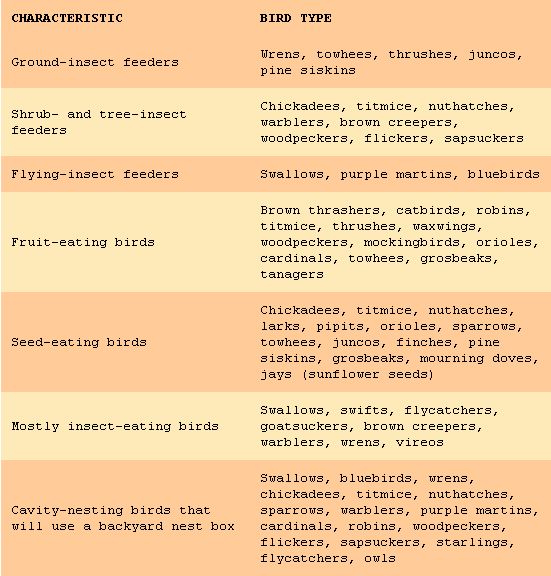 CHARACTERISTIC
BIRD TYPE
Ground-insect feeders
Wrens, towhees, thrushes, juncos,
pine siskins
Shrub- and tree-insect
feeders
Chickadees, titmice, nuthatches,
warblers, brown creepers,
woodpeckers, flickers, sapsuckers
Flying-insect feeders
Swallows, purple martins, bluebirds
Fruit-eating birds
Brown thrashers, catbirds, robins,
titmice, thrushes, waxwings,
woodpeckers, mockingbirds, orioles,
cardinals, towhees, grosbeaks,
tanagers
Seed-eating birds
Chickadees, titmice, nuthatches,
larks, pipits, orioles, sparrows,
towhees, juncos, finches, pine
siskins, grosbeaks, mourning doves,
jays (sunflower seeds)
Mostly insect-eating birds
Swallows, swifts, flycatchers,
goatsuckers, brown creepers,
warblers, wrens, vireos
Cavity-nesting birds that
will use a backyard nest box
Swallows, bluebirds, wrens,
chickadees, titmice, nuthatches,
sparrows, warblers, purple martins,
cardinals, robins, woodpeckers,
flickers, sapsuckers, starlings,
flycatchers, owls